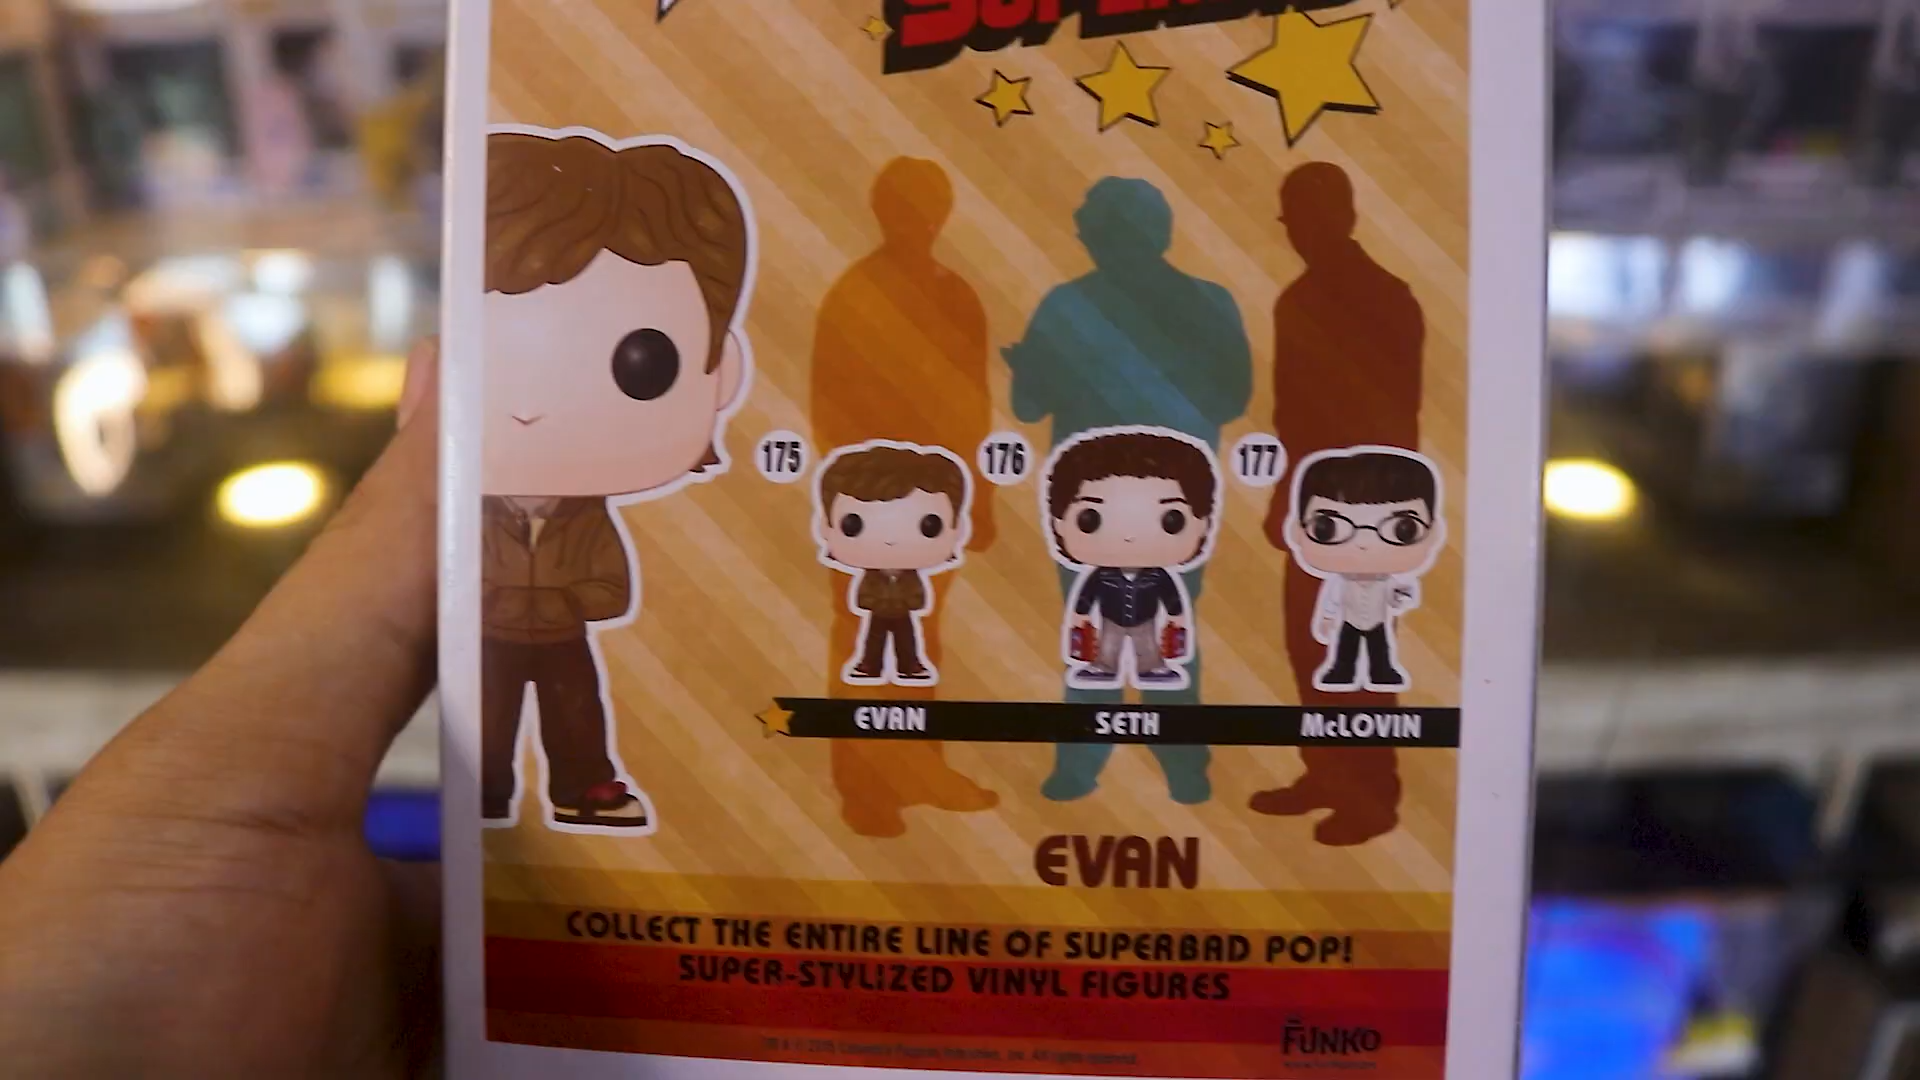 SUPERBAD
175 176 177
EVAN SETH McLOVIN
EVAN
COLLECT THE ENTIRE LINE OF SUPERBAD POP!
SUPER-STYLIZED VINYL FIGURES
FUNKO